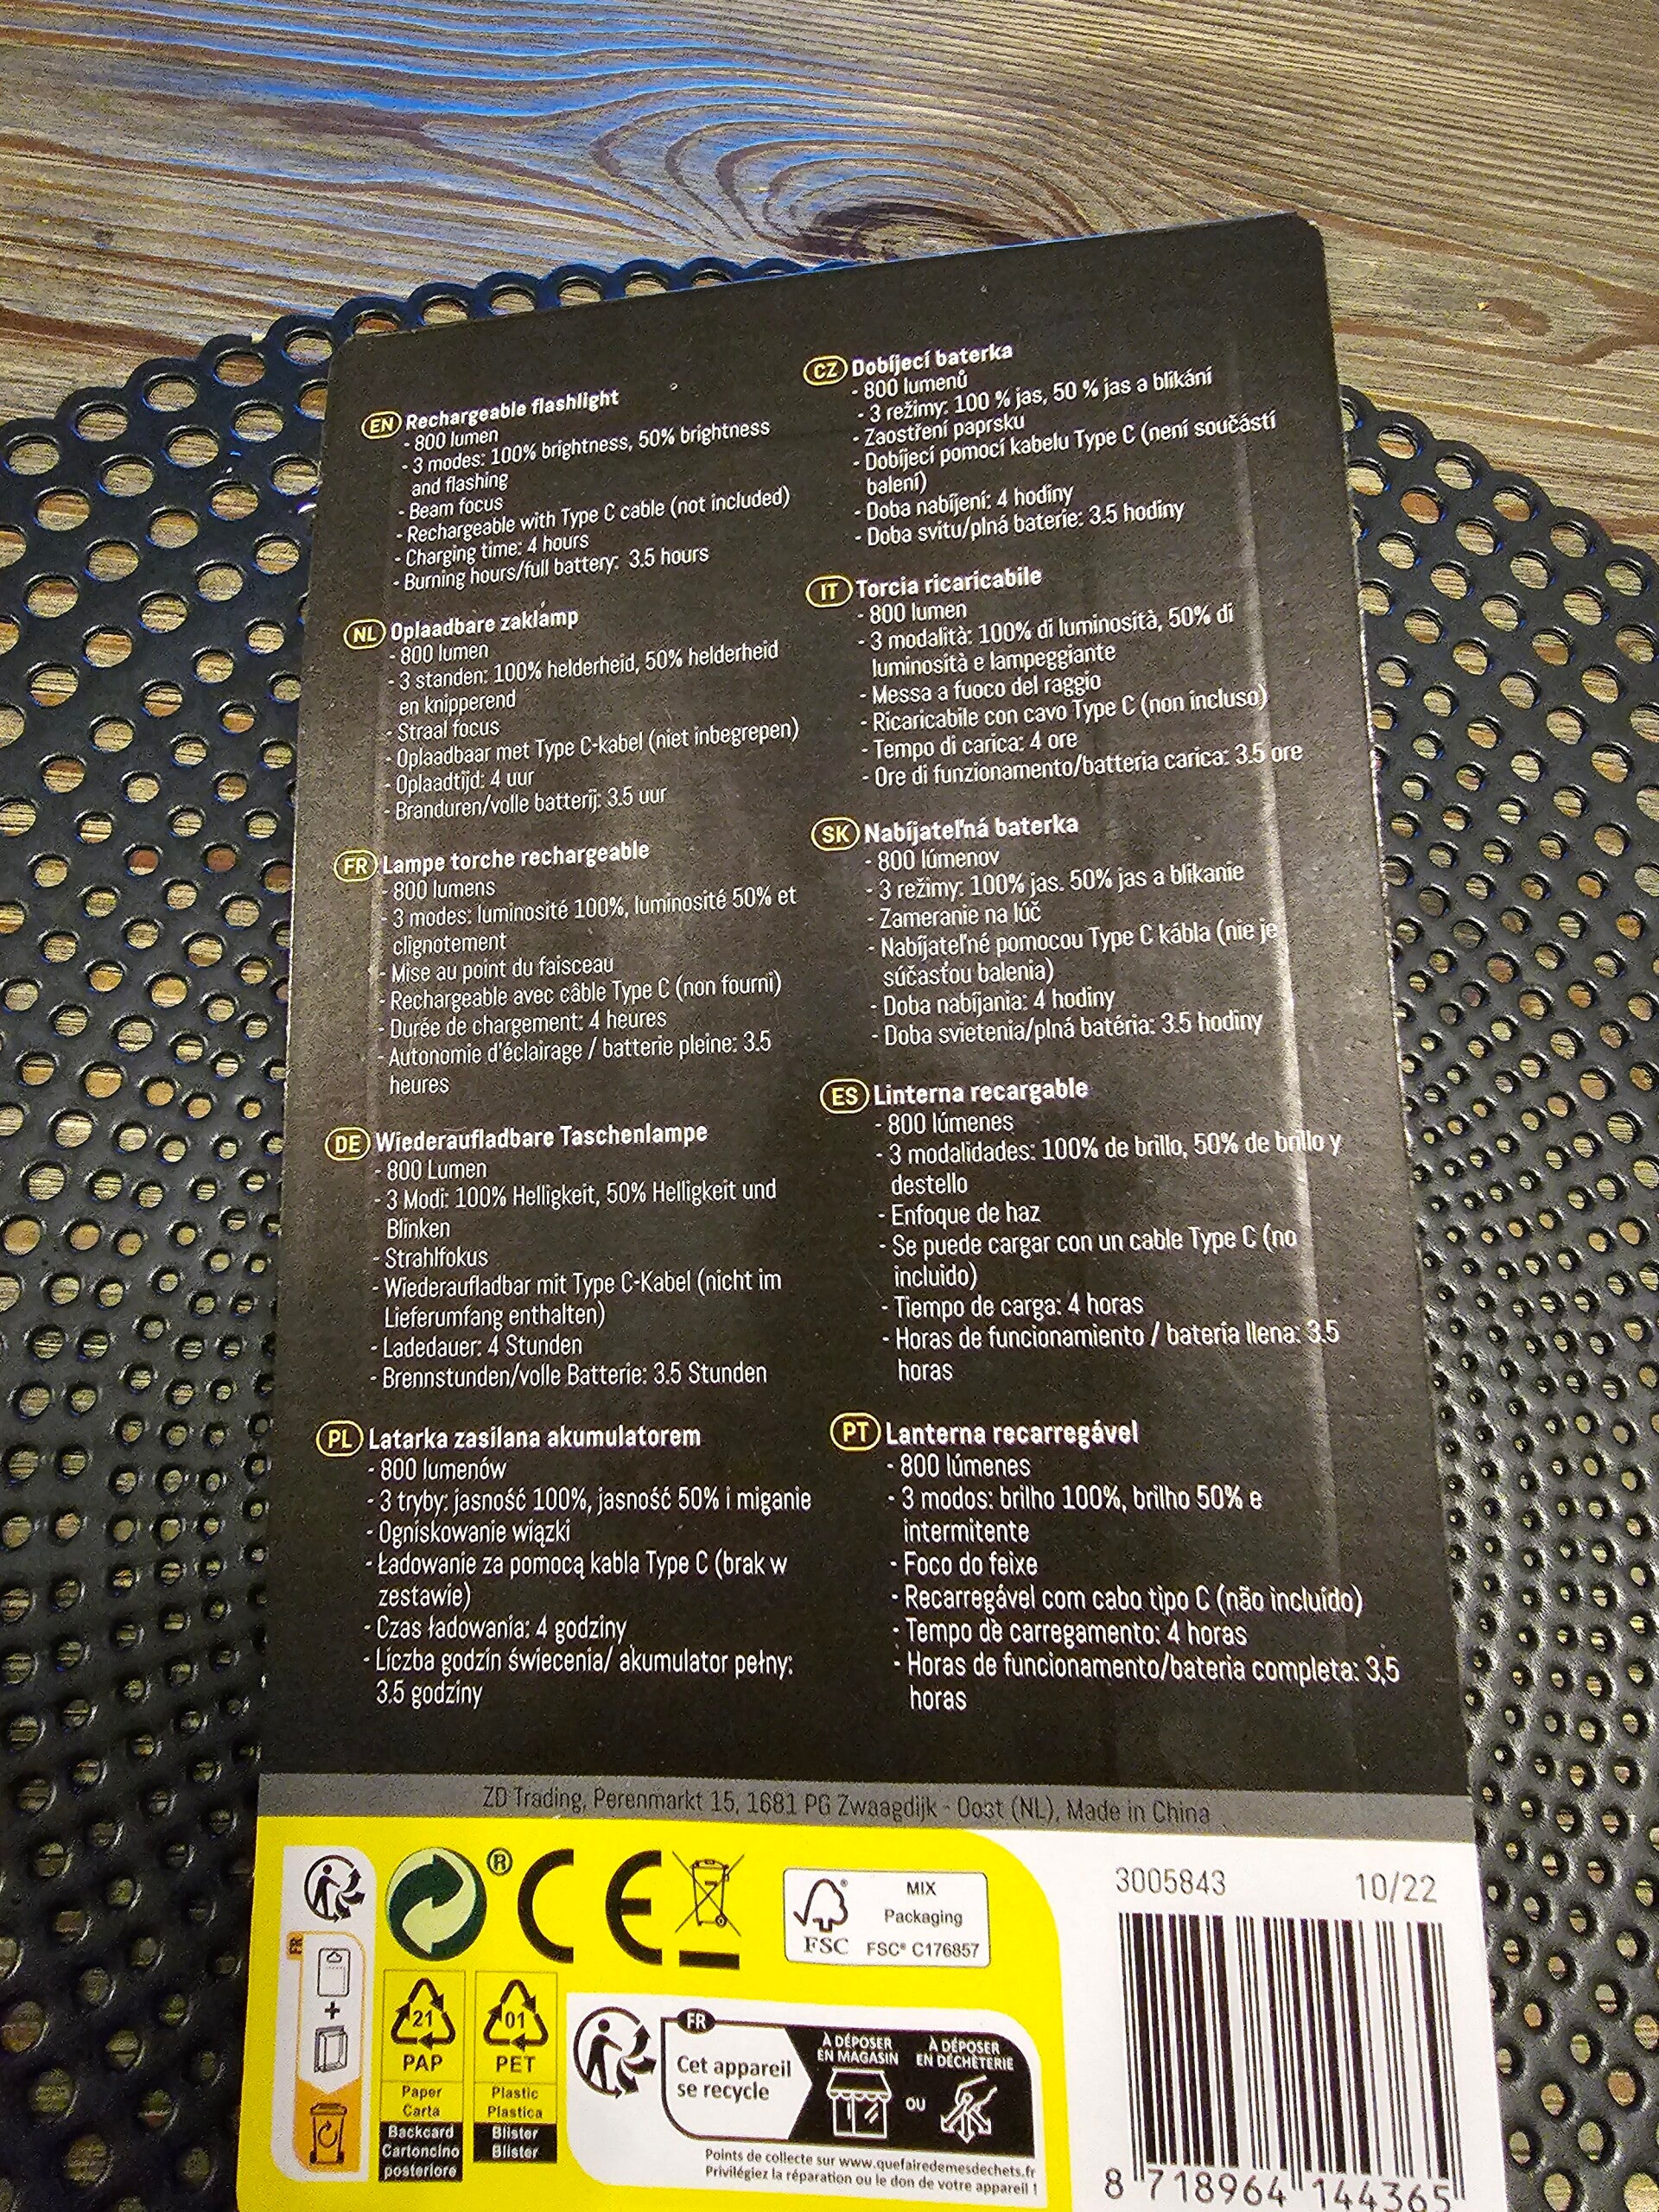 EN Rechargeable flashlight
- 800 lumen
- 3 modes: 100% brightness, 50% brightness
and flashing
- Beam focus
- Rechargeable with Type C cable (not included)
- Charging time: 4 hours
- Burning hours/full battery: 3.5 hours
NL Oplaadbare zaklamp
- 800 lumen
- 3 standen: 100% helderheid, 50% helderheid
en knipperend
- Straal focus
- Oplaadbaar met Type C-kabel (niet inbegrepen)
- Oplaadtijd: 4 uur
- Branduren/volle batterij: 3.5 uur
FR Lampe torche rechargeable
- 800 lumens
- 3 modes: luminosité 100%, luminosité 50% et
clignotement
- Mise au point du faisceau
- Rechargeable avec câble Type C (non fourni)
- Durée de chargement: 4 heures
- Autonomie d'éclairage / batterie pleine: 3.5
heures
DE Wiederaufladbare Taschenlampe
- 800 Lumen
- 3 Modi: 100% Helligkeit, 50% Helligkeit und
Blinken
- Strahlfokus
- Wiederaufladbar mit Type C-Kabel (nicht im
Lieferumfang enthalten)
- Ladedauer: 4 Stunden
- Brennstunden/volle Batterie: 3.5 Stunden
PL Latarka zasilana akumulatorem
- 800 lumenów
- 3 tryby: jasność 100%, jasność 50% i miganie
- Ogniskowanie wiązki
- Ładowanie za pomocą kabla Type C (brak w
zestawie)
- Czas ładowania: 4 godziny
- Liczba godzin świecenia/ akumulator pełny:
3.5 godziny
CZ Dobíjecí baterka
- 800 lumenů
- 3 režimy: 100 % jas, 50 % jas a blikání
- Zaostření paprsku
- Dobíjecí pomocí kabelu Type C (není součástí
balení)
- Doba nabíjení: 4 hodiny
- Doba svitu/plná baterie: 3.5 hodiny
IT Torcia ricaricabile
- 800 lumen
- 3 modalità: 100% di luminosità, 50% di
luminosità e lampeggiante
- Messa a fuoco del raggio
- Ricaricabile con cavo Type C (non incluso)
- Tempo di carica: 4 ore
- Ore di funzionamento/batteria carica: 3.5 ore
SK Nabíjateľná baterka
- 800 lúmenov
- 3 režimy: 100% jas. 50% jas a blikanie
- Zameranie na lúč
- Nabíjateľné pomocou Type C kábla (nie je
súčasťou balenia)
- Doba nabíjania: 4 hodiny
- Doba svietenia/plná batéria: 3.5 hodiny
ES Linterna recargable
- 800 lúmenes
- 3 modalidades: 100% de brillo, 50% de brillo y
destello
- Enfoque de haz
- Se puede cargar con un cable Type C (no
incluido)
- Tiempo de carga: 4 horas
- Horas de funcionamiento / batería llena: 3.5
horas
PT Lanterna recarregável
- 800 lúmenes
- 3 modos: brilho 100%, brilho 50% e
intermitente
- Foco do feixe
- Recarregável com cabo tipo C (não incluído)
- Tempo de carregamento: 4 horas
- Horas de funcionamento/bateria completa: 3,5
horas
ZD Trading, Perenmarkt 15, 1681 PG Zwaagdijk - Oost (NL), Made in China
FR
+
® CE
MIX
Packaging
FSC® C176857
FSC
21
PAP
Paper
Carta
Backcard
Cartoncino
posteriore
01
PET
Plastic
Plastica
Blister
Blister
FR
Cet appareil
se recycle
À DÉPOSER
EN MAGASIN
OU
À DÉPOSER
EN DÉCHÈTERIE
Points de collecte sur www.quefairedemesdechets.fr
Privilégiez la réparation ou le don de votre appareil !
3005843 10/22
8 718964 144365